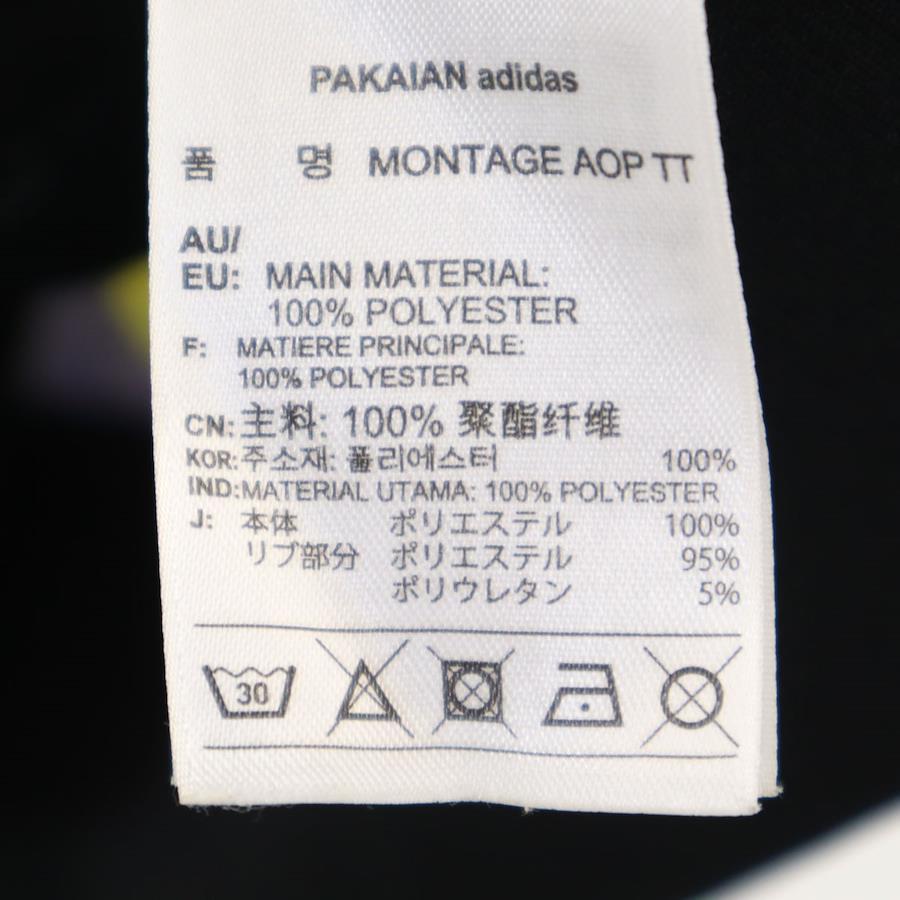 PAKAIAN adidas
품 명 MONTAGE AOP TT
AU/
EU: MAIN MATERIAL:
100% POLYESTER
F: MATIERE PRINCIPALE:
100% POLYESTER
CN: 主料: 100% 聚酯纤维
KOR: 주소재: 폴리에스터 100%
IND: MATERIAL UTAMA: 100% POLYESTER
J: 本体 ポリエステル 100%
リブ部分 ポリエステル 95%
ポリウレタン 5%
30